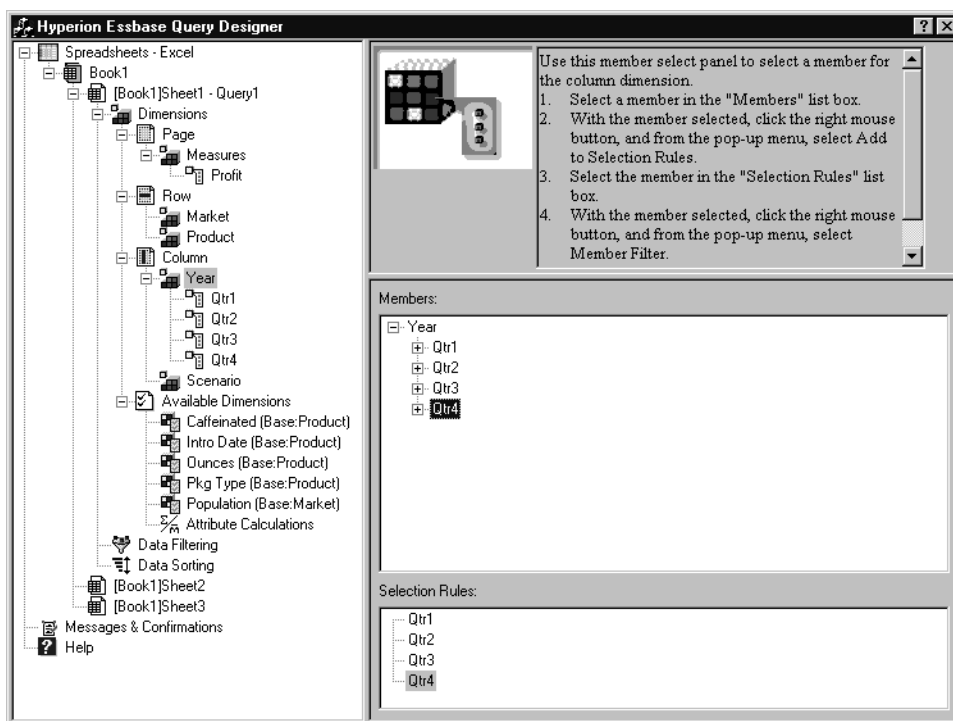 Hyperion Essbase Query Designer
Spreadsheets - Excel
Book1
[Book1]Sheet1 - Query1
Dimensions
Page
Measures
Profit
Row
Market
Product
Column
Year
Qtr1
Qtr2
Qtr3
Qtr4
Scenario
Available Dimensions
Caffeinated (Base:Product)
Intro Date (Base:Product)
Ounces (Base:Product)
Pkg Type (Base:Product)
Population (Base:Market)
Attribute Calculations
Data Filtering
Data Sorting
[Book1]Sheet2
[Book1]Sheet3
Messages & Confirmations
Help
Use this member select panel to select a member for
the column dimension.
1. Select a member in the "Members" list box.
2. With the member selected, click the right mouse
button, and from the pop-up menu, select Add
to Selection Rules.
3. Select the member in the "Selection Rules" list
box.
4. With the member selected, click the right mouse
button, and from the pop-up menu, select
Member Filter.
Members:
Year
Qtr1
Qtr2
Qtr3
Qtr4
Selection Rules:
Qtr1
Qtr2
Qtr3
Qtr4